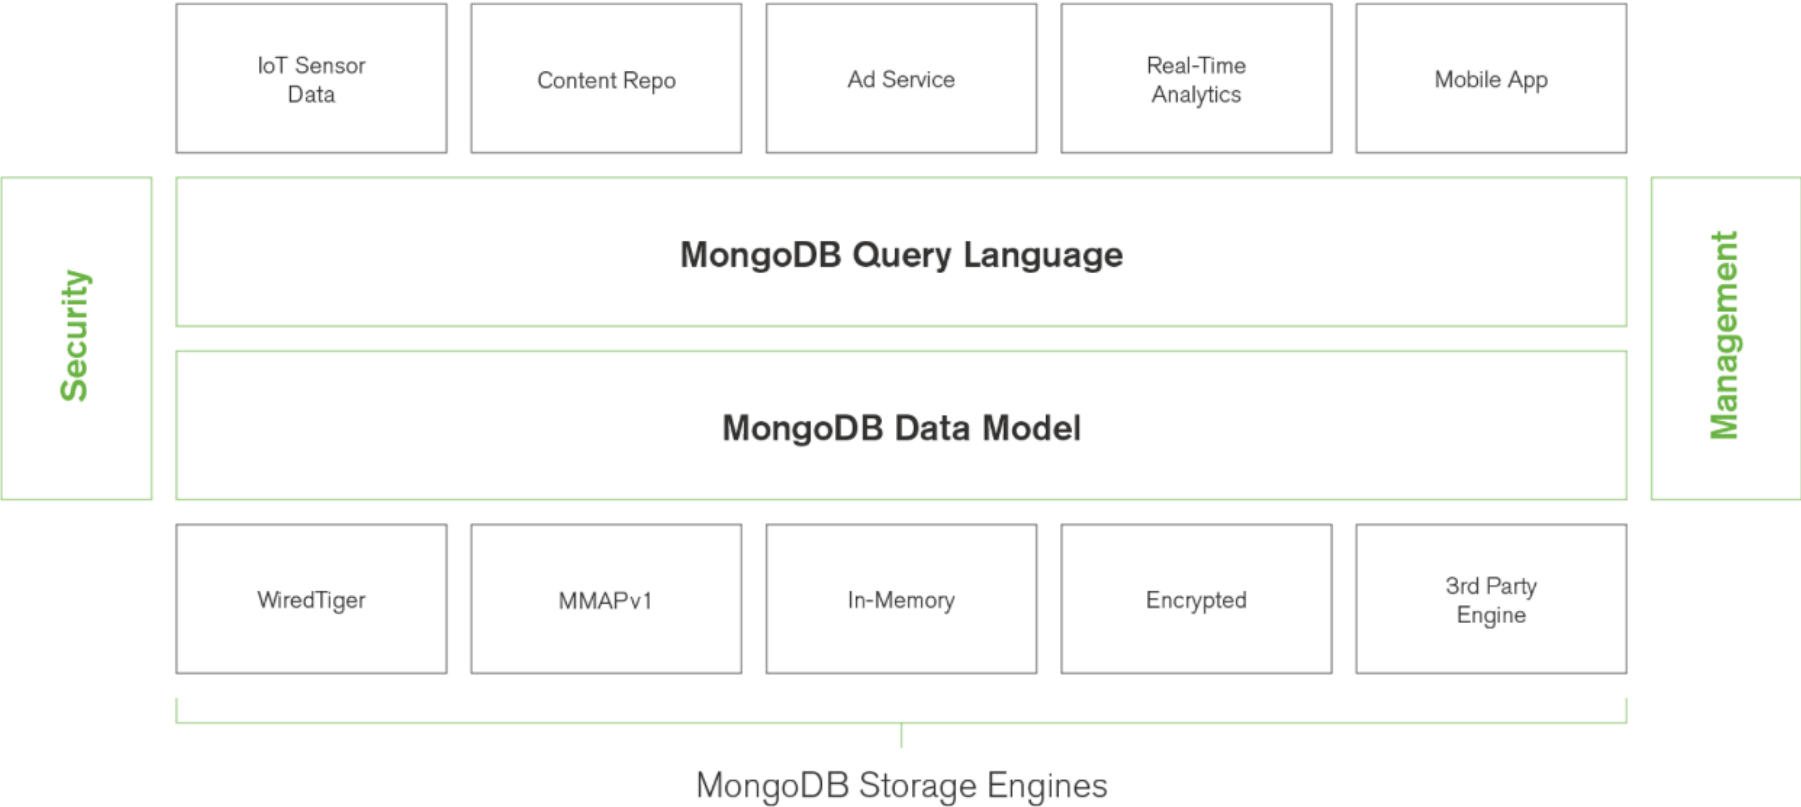 IoT Sensor
Data
Content Repo
Ad Service
Real-Time
Analytics
Mobile App
Security
MongoDB Query Language
MongoDB Data Model
Management
WiredTiger
MMAPv1
In-Memory
Encrypted
3rd Party
Engine
MongoDB Storage Engines